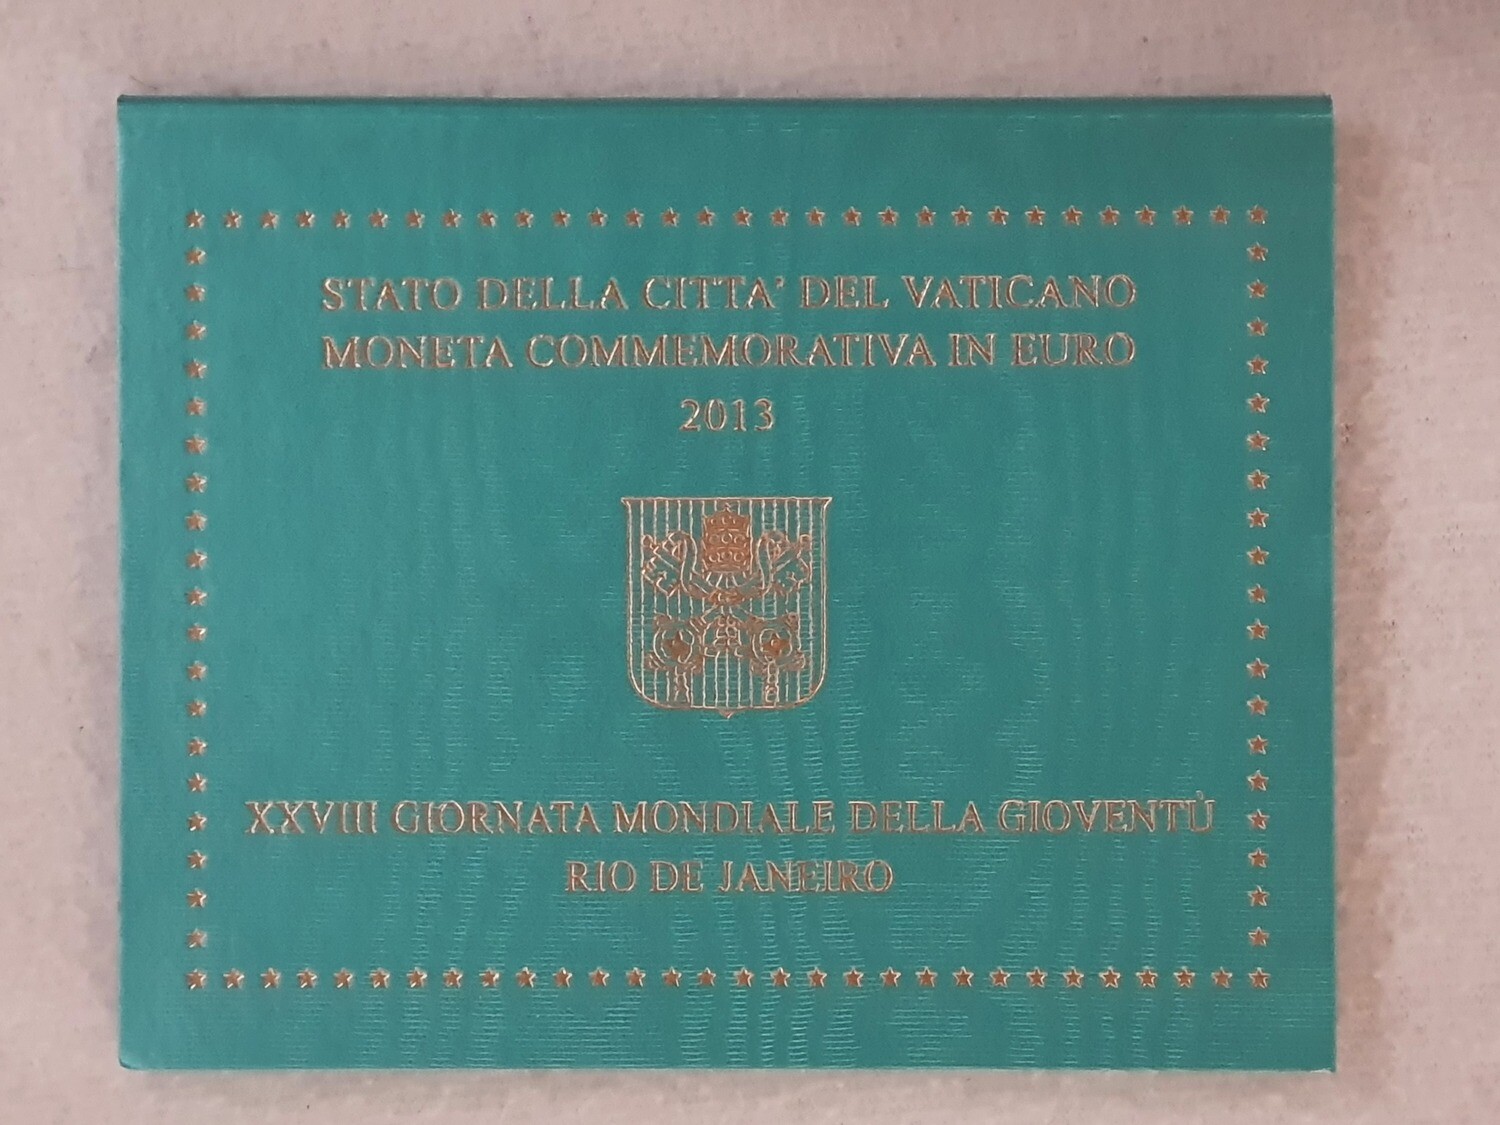 STATO DELLA CITTA' DEL VATICANO
MONETA COMMEMORATIVA IN EURO
2013
XXVIII GIORNATA MONDIALE DELLA GIOVENTÙ
RIO DE JANEIRO